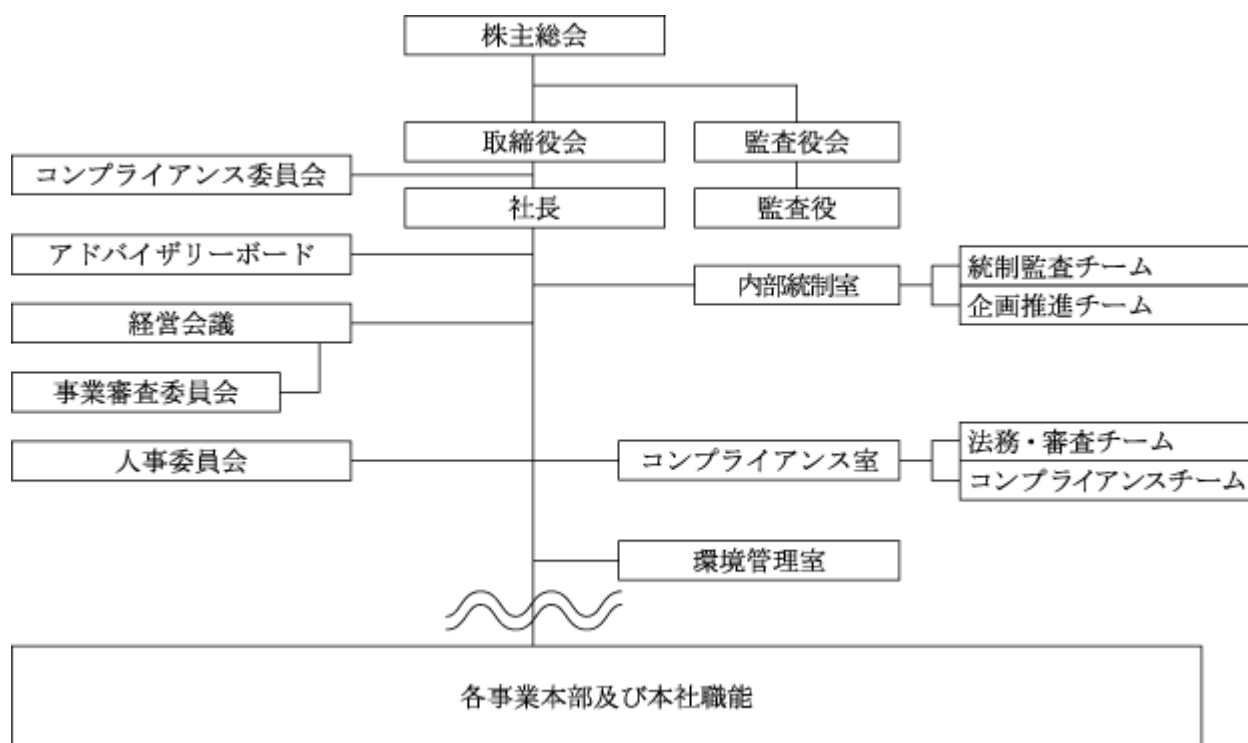 株主総会
取締役会
監査役会
コンプライアンス委員会
社長
監査役
アドバイザリーボード
内部統制室
統制監査チーム
企画推進チーム
経営会議
事業審査委員会
人事委員会
コンプライアンス室
法務・審査チーム
コンプライアンスチーム
環境管理室
各事業本部及び本社職能